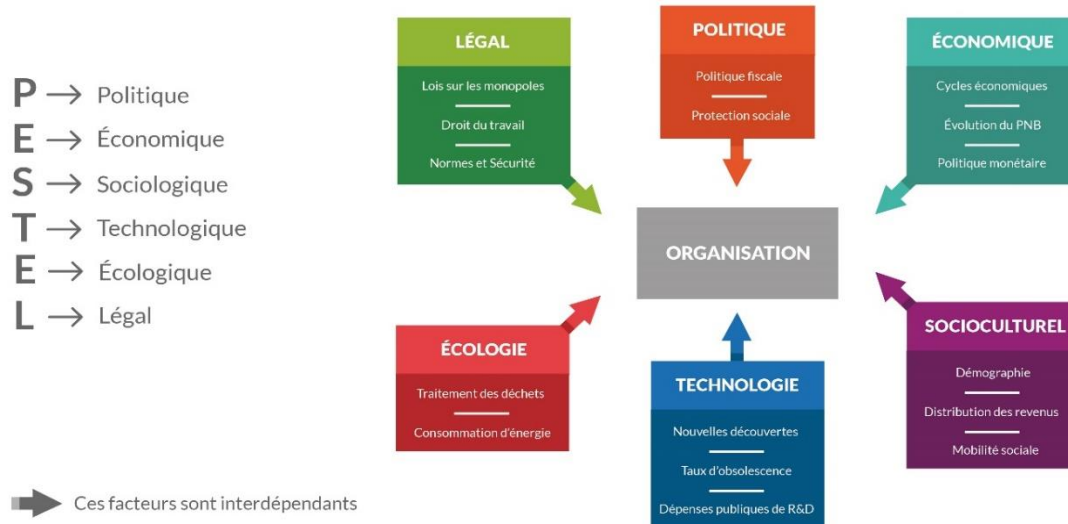 P → Politique
E → Économique
S → Sociologique
T → Technologique
E → Écologique
L → Légal
Ces facteurs sont interdépendants
LÉGAL
Lois sur les monopoles
Droit du travail
Normes et Sécurité
POLITIQUE
Politique fiscale
Protection sociale
ÉCONOMIQUE
Cycles économiques
Évolution du PNB
Politique monétaire
ORGANISATION
ÉCOLOGIE
Traitement des déchets
Consommation d'énergie
TECHNOLOGIE
Nouvelles découvertes
Taux d'obsolescence
Dépenses publiques de R&D
SOCIOCULTUREL
Démographie
Distribution des revenus
Mobilité sociale